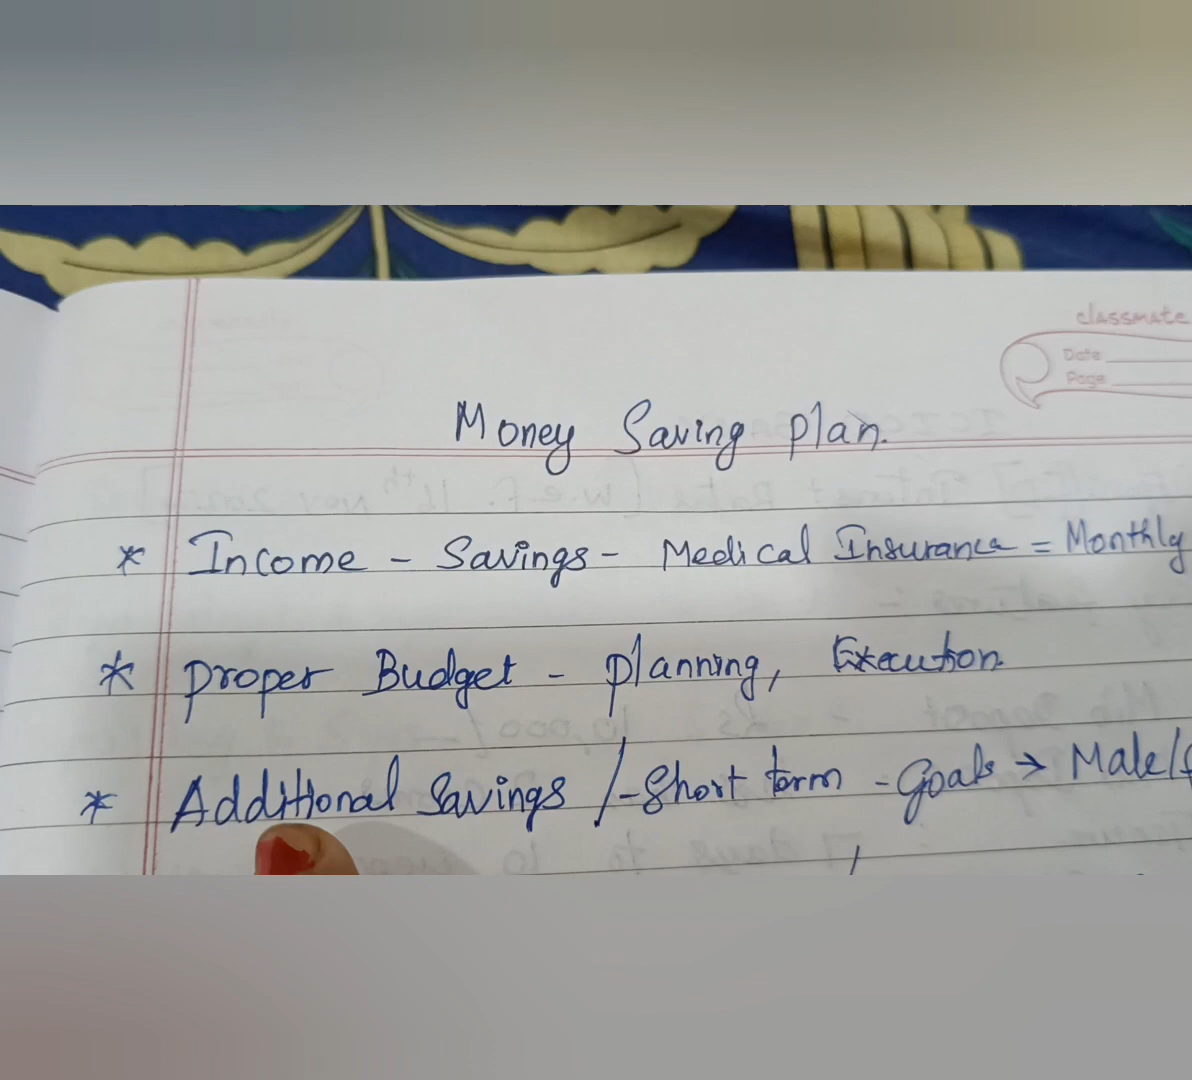 classmate
Date
Page
Money Saving Plan.
* Income - Savings - Medical Insurance = Monthly
* proper Budget - planning, Execution
* Additional Savings /- Short term - Goals → Male/